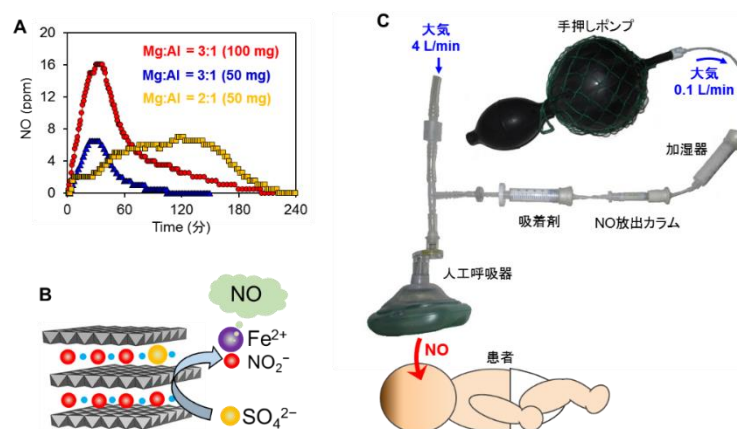 A
Mg:Al = 3:1 (100 mg)
Mg:Al = 3:1 (50 mg)
Mg:Al = 2:1 (50 mg)
NO (ppm)
20
16
12
8
4
0
0 60 120 180 240
Time (分)
B
NO
Fe²⁺
NO₂⁻
SO₄²⁻
C
大気
4 L/min
手押しポンプ
大気
0.1 L/min
加湿器
吸着剤
NO放出カラム
人工呼吸器
NO
患者